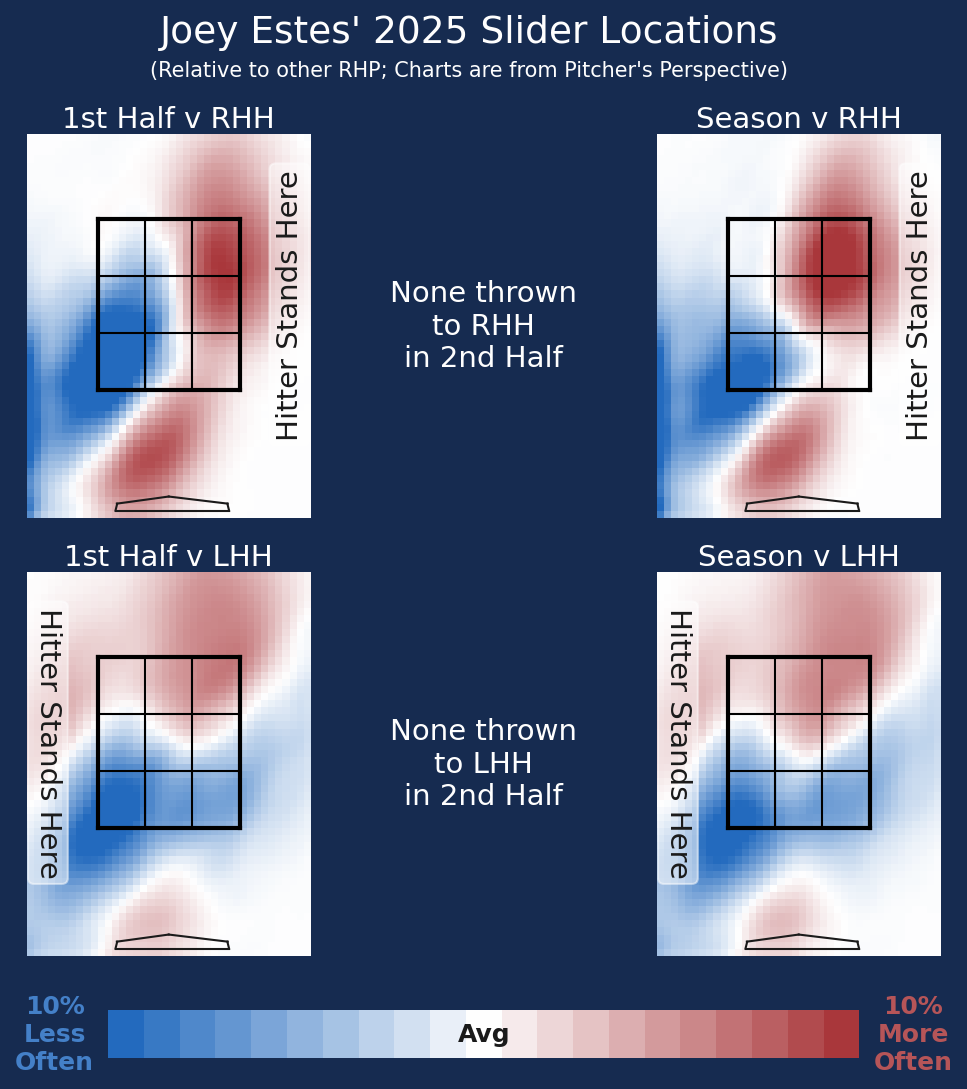 Joey Estes' 2025 Slider Locations
(Relative to other RHP; Charts are from Pitcher's Perspective)
1st Half v RHH
Season v RHH
Hitter Stands Here
None thrown
to RHH
in 2nd Half
Hitter Stands Here
1st Half v LHH
Season v LHH
Hitter Stands Here
None thrown
to LHH
in 2nd Half
Hitter Stands Here
10%
Less
Often
Avg
10%
More
Often